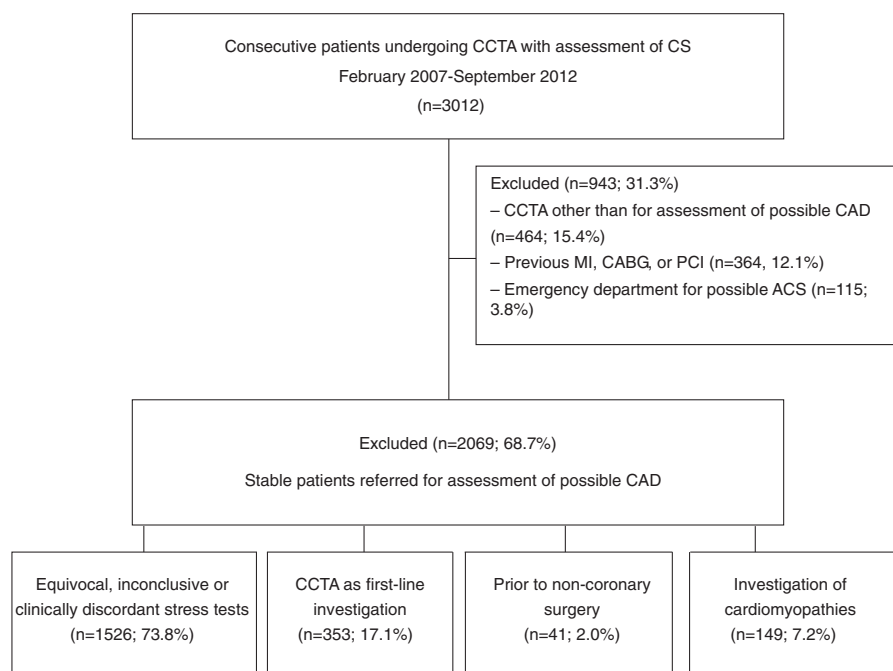 Consecutive patients undergoing CCTA with assessment of CS
February 2007-September 2012
(n=3012)
Excluded (n=943; 31.3%)
– CCTA other than for assessment of possible CAD
(n=464; 15.4%)
– Previous MI, CABG, or PCI (n=364, 12.1%)
– Emergency department for possible ACS (n=115;
3.8%)
Excluded (n=2069; 68.7%)
Stable patients referred for assessment of possible CAD
Equivocal, inconclusive or
clinically discordant stress tests
(n=1526; 73.8%)
CCTA as first-line
investigation
(n=353; 17.1%)
Prior to non-coronary
surgery
(n=41; 2.0%)
Investigation of
cardiomyopathies
(n=149; 7.2%)